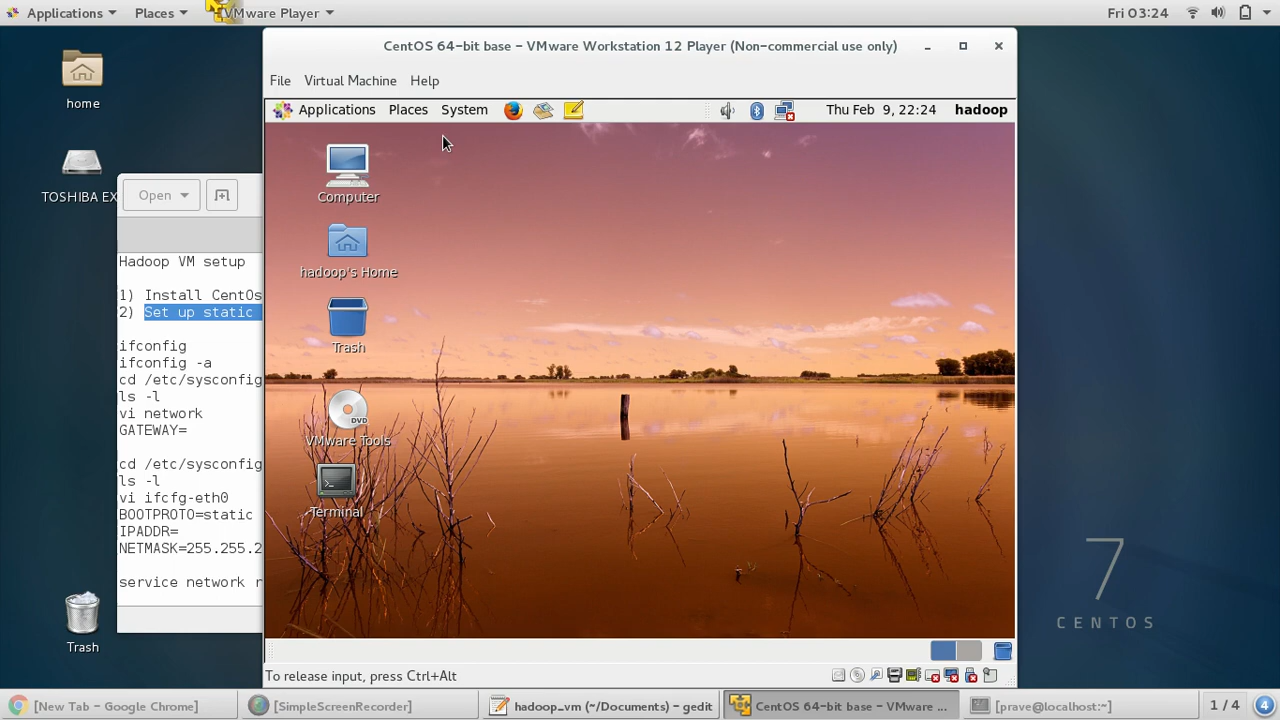 Applications Places VMware Player Fri 03:24
home
TOSHIBA EX
CentOS 64-bit base - VMware Workstation 12 Player (Non-commercial use only)
File Virtual Machine Help
Applications Places System Thu Feb 9, 22:24 hadoop
Computer
hadoop's Home
Trash
DVD
VMware Tools
Terminal
Open
Hadoop VM setup
1) Install CentOs
2) Set up static
ifconfig
ifconfig -a
cd /etc/sysconfig
ls -l
vi network
GATEWAY=
cd /etc/sysconfig
ls -l
vi ifcfg-eth0
BOOTPROTO=static
IPADDR=
NETMASK=255.255.2
service network r
7
CENTOS
Trash
To release input, press Ctrl+Alt
[New Tab - Google Chrome] [SimpleScreenRecorder] hadoop_vm (~/Documents) - gedit CentOS 64-bit base - VMware ... [prave@localhost:~] 1 / 4 4